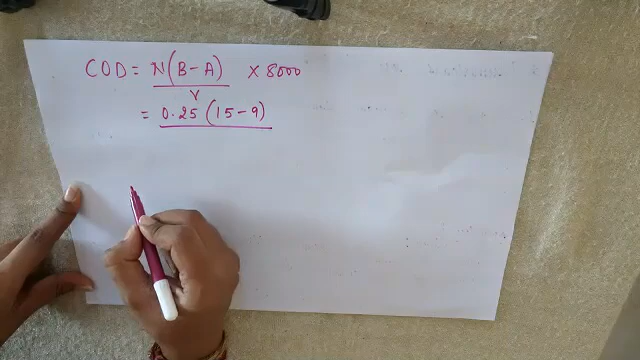 COD = N(B-A) × 8000
V
= 0.25 (15-9)